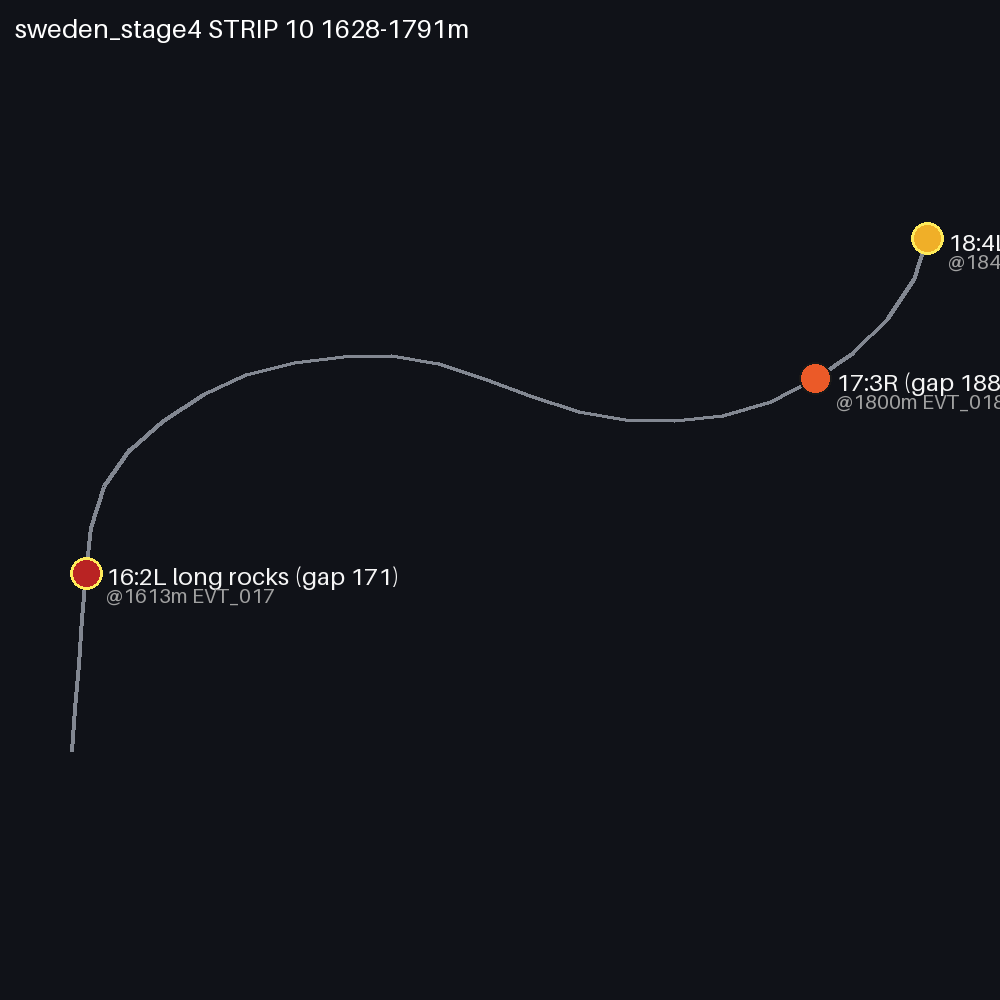 sweden_stage4 STRIP 10 1628-1791m
18:4L
@184
17:3R (gap 188
@1800m EVT_018
16:2L long rocks (gap 171)
@1613m EVT_017